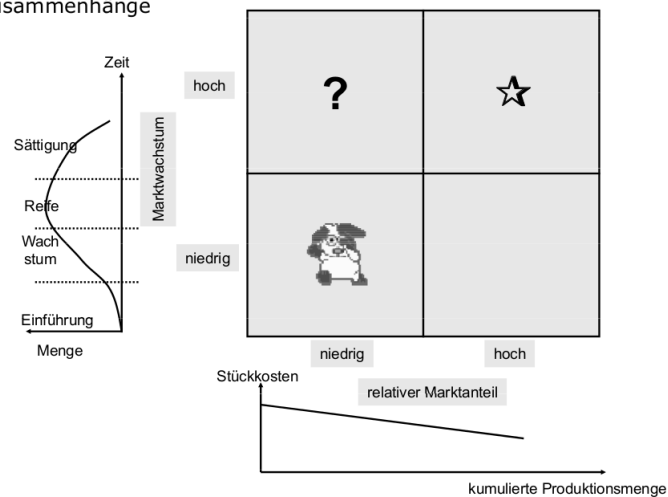 usammenhänge
Zeit
hoch
?
Sättigung
Marktwachstum
Reife
Wach
stum
niedrig
Einführung
Menge
niedrig
hoch
Stückkosten
relativer Marktanteil
kumulierte Produktionsmenge